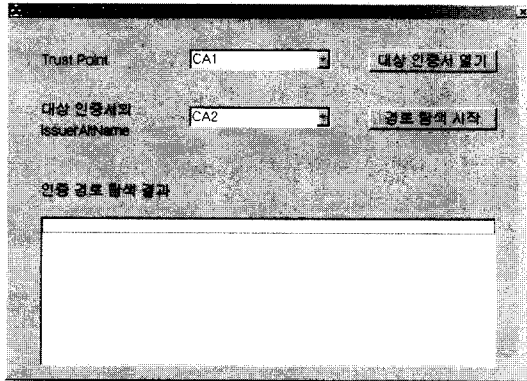 Trust Point
CA1
대상 인증서 열기
대상 인증서의
IssuerAltName
CA2
경로 탐색 시작
인증 경로 탐색 결과